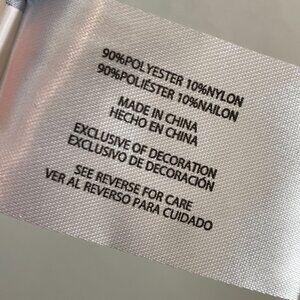 90%POLYESTER 10%NYLON
90%POLIÉSTER 10%NAILON
MADE IN CHINA
HECHO EN CHINA
EXCLUSIVE OF DECORATION
EXCLUSIVO DE DECORACIÓN
SEE REVERSE FOR CARE
VER AL REVERSO PARA CUIDADO